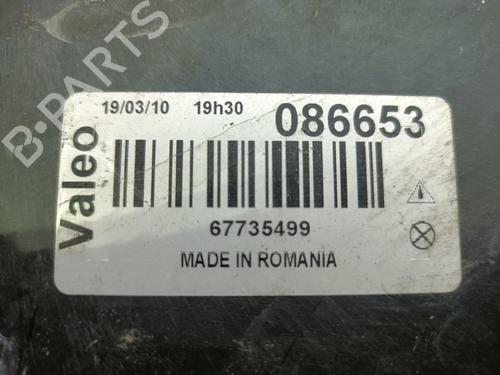 B-PARTS
19/03/10 19h30 086653
Valeo
67735499
MADE IN ROMANIA